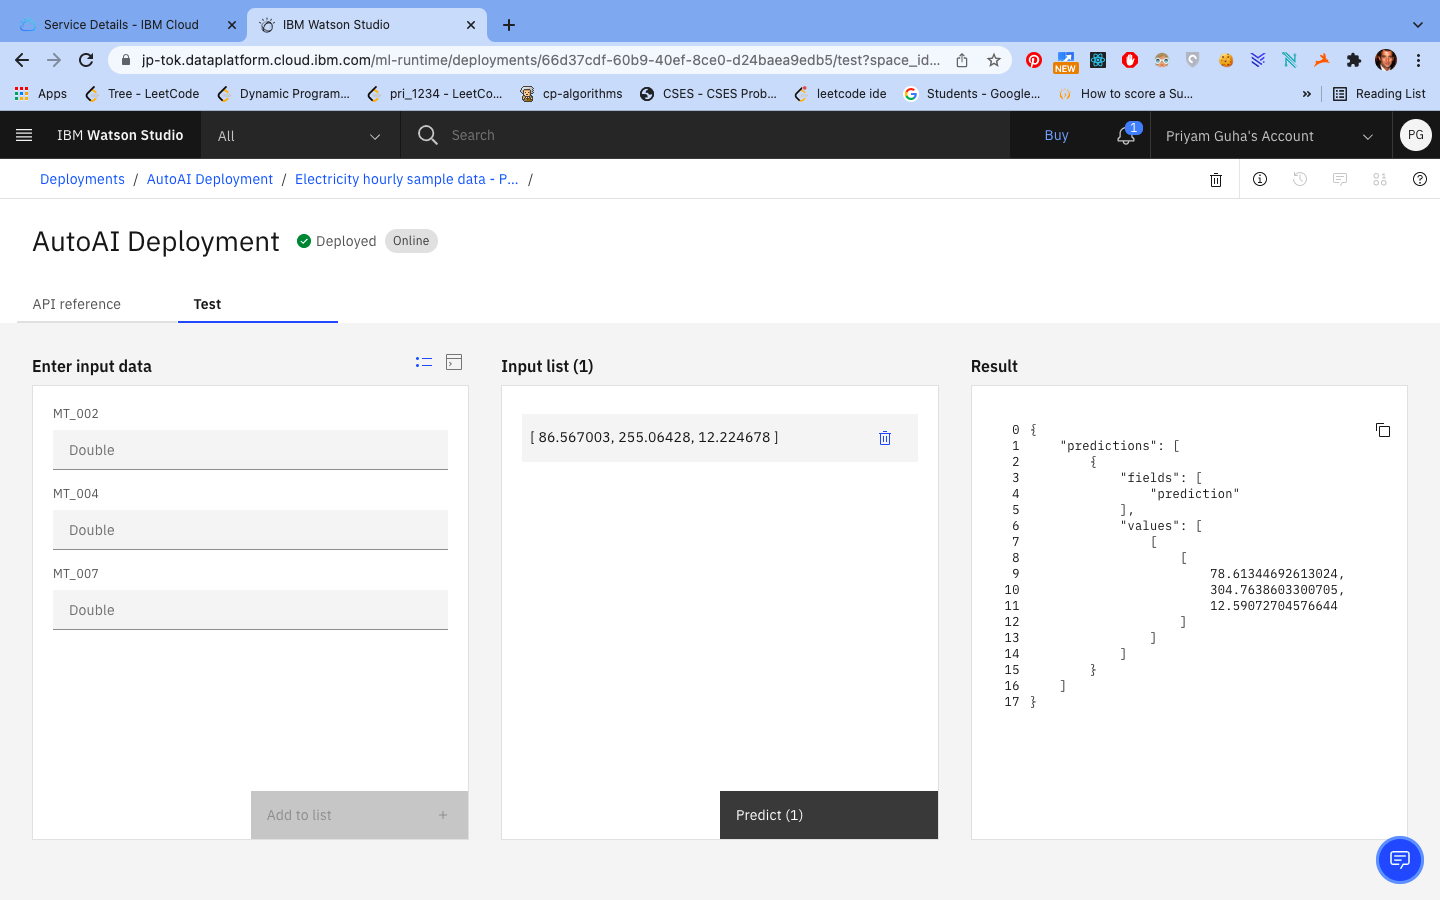 Service Details - IBM Cloud
IBM Watson Studio
jp-tok.dataplatform.cloud.ibm.com/ml-runtime/deployments/66d37cdf-60b9-40ef-8ce0-d24baea9edb5/test?space_id...
NEW
Apps
Tree - LeetCode
Dynamic Program...
pri_1234 - LeetCo...
cp-algorithms
CSES - CSES Prob...
leetcode ide
Students - Google...
How to score a Su...
»
Reading List
IBM Watson Studio
All
Search
Buy
1
Priyam Guha's Account
PG
Deployments / AutoAI Deployment / Electricity hourly sample data - P... /
AutoAI Deployment
Deployed
Online
API reference
Test
Enter input data
MT_002
Double
MT_004
Double
MT_007
Double
Add to list +
Input list (1)
[ 86.567003, 255.06428, 12.224678 ]
Predict (1)
Result
0 {
1 "predictions": [
2 {
3 "fields": [
4 "prediction"
5 ],
6 "values": [
7 [
8 [
9 78.61344692613024,
10 304.7638603300705,
11 12.59072704576644
12 ]
13 ]
14 ]
15 }
16 ]
17 }